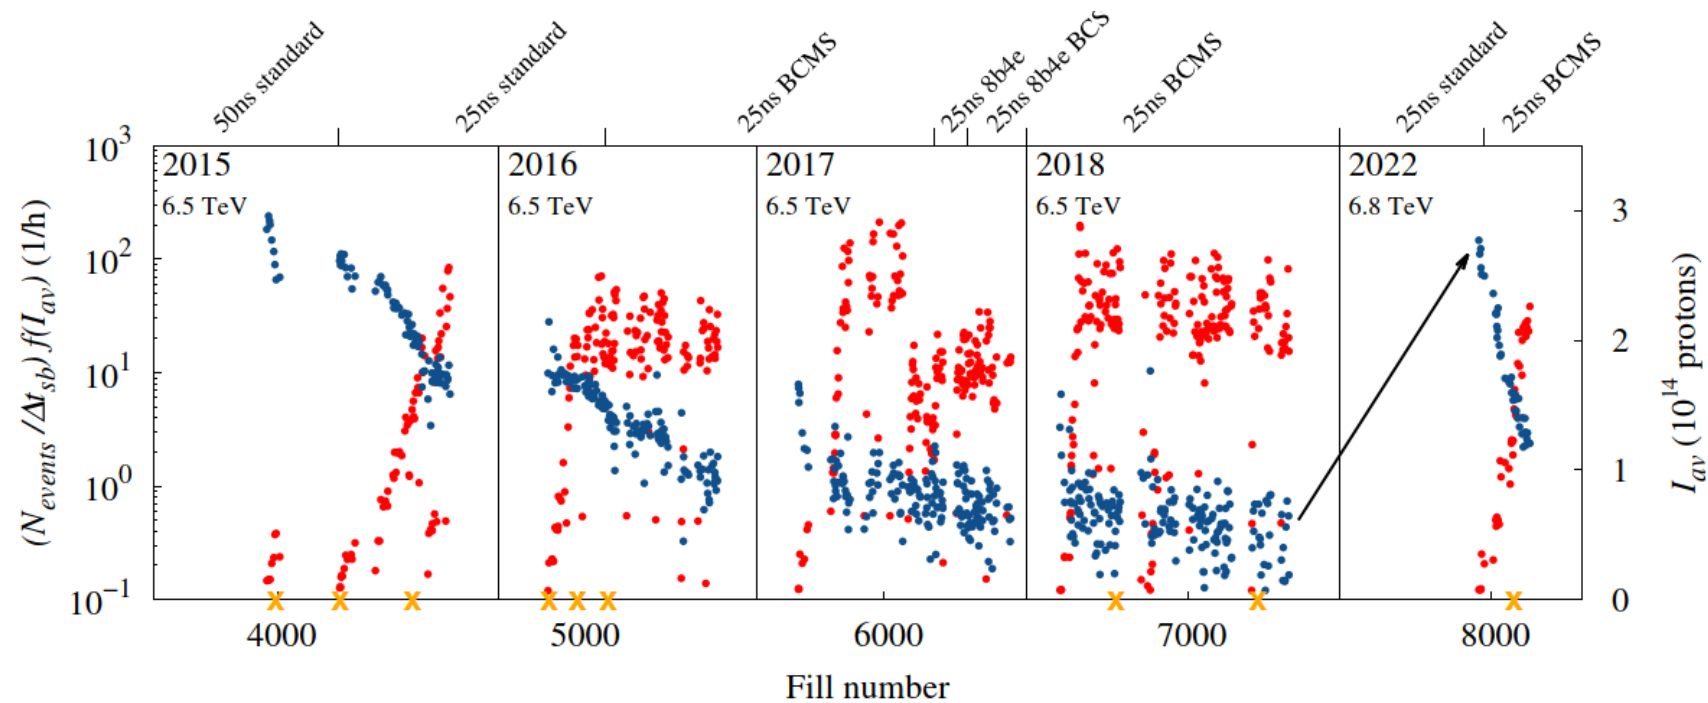 50ns standard
25ns standard
25ns BCMS
25ns 8b4e
25ns 8b4e BCS
25ns BCMS
25ns standard
25ns BCMS
2015
6.5 TeV
2016
6.5 TeV
2017
6.5 TeV
2018
6.5 TeV
2022
6.8 TeV
(N_events /Δt_sb) f(I_av) (1/h)
10^3
10^2
10^1
10^0
10^−1
3
2
1
0
I_av (10^14 protons)
4000
5000
6000
7000
8000
Fill number